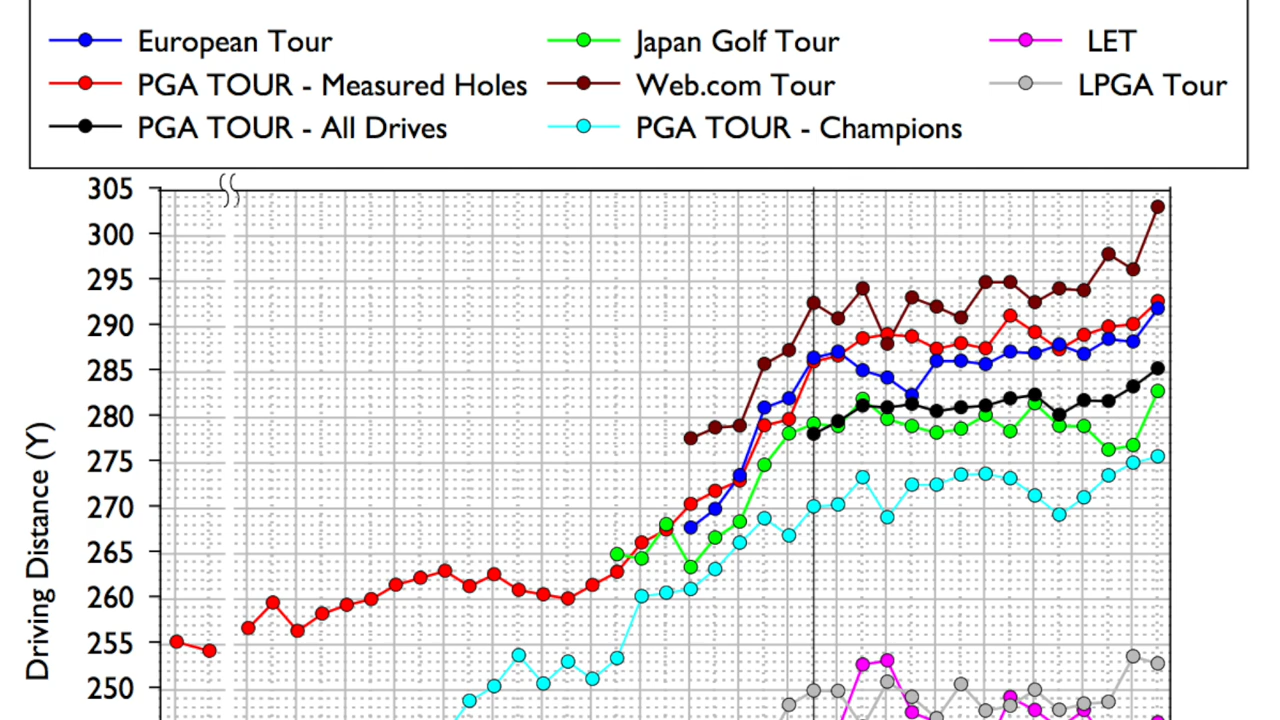 European Tour
Japan Golf Tour
LET
PGA TOUR - Measured Holes
Web.com Tour
LPGA Tour
PGA TOUR - All Drives
PGA TOUR - Champions
305
300
295
290
285
280
275
270
265
260
255
250
Driving Distance (Y)